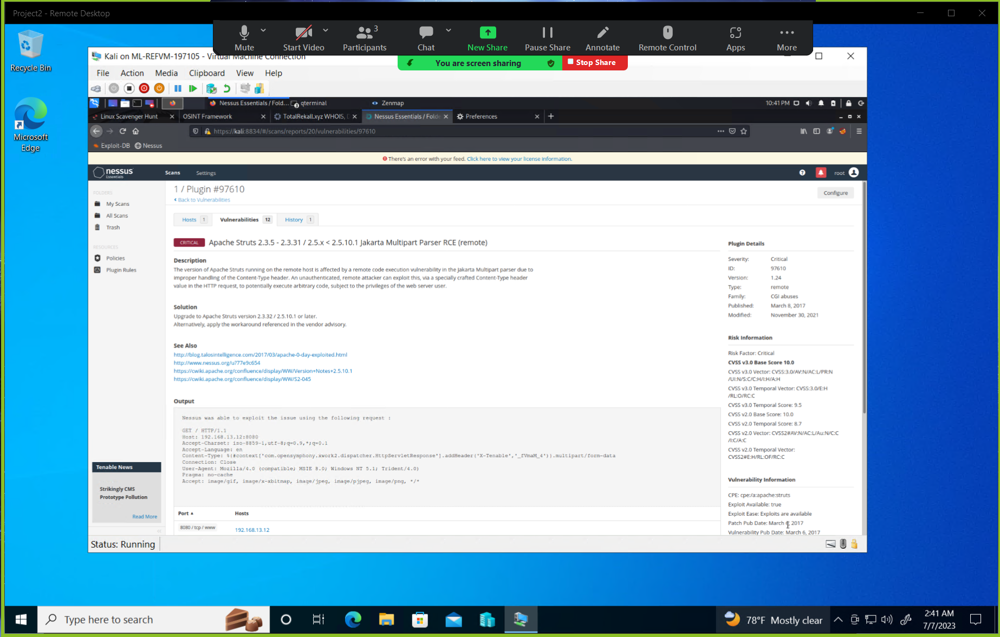 Project2 - Remote Desktop
Mute
Start Video
3
Participants
Chat
New Share
Pause Share
Annotate
Remote Control
Apps
More
You are screen sharing
Stop Share
Recycle Bin
Microsoft
Edge
Kali on ML-REFVM-197105 - Virtual Machine Connection
File Action Media Clipboard View Help
Nessus Essentials / Fold...
qterminal
Zenmap
10:41 PM
Linux Scavenger Hunt
OSINT Framework
TotalRekall.xyz WHOIS,
Nessus Essentials / Folde
Preferences
https://kali:8834/#/scans/reports/20/vulnerabilities/97610
Exploit-DB
Nessus
There's an error with your feed. Click here to view your license information.
nessus
Essentials
Scans
Settings
root
FOLDERS
My Scans
All Scans
Trash
RESOURCES
Policies
Plugin Rules
1 / Plugin #97610
Back to Vulnerabilities
Configure
Hosts 1
Vulnerabilities 12
History 1
CRITICAL
Apache Struts 2.3.5 - 2.3.31 / 2.5.x < 2.5.10.1 Jakarta Multipart Parser RCE (remote)
Description
The version of Apache Struts running on the remote host is affected by a remote code execution vulnerability in the Jakarta Multipart parser due to
improper handling of the Content-Type header. An unauthenticated, remote attacker can exploit this, via a specially crafted Content-Type header
value in the HTTP request, to potentially execute arbitrary code, subject to the privileges of the web server user.
Solution
Upgrade to Apache Struts version 2.3.32 / 2.5.10.1 or later.
Alternatively, apply the workaround referenced in the vendor advisory.
See Also
http://blog.talosintelligence.com/2017/03/apache-0-day-exploited.html
http://www.nessus.org/u?77e9c654
https://cwiki.apache.org/confluence/display/WW/Version+Notes+2.5.10.1
https://cwiki.apache.org/confluence/display/WW/S2-045
Output
Nessus was able to exploit the issue using the following request :
GET / HTTP/1.1
Host: 192.168.13.12:8080
Accept-Charset: iso-8859-1,utf-8;q=0.9,*;q=0.1
Accept-Language: en
Content-Type: %{#context['com.opensymphony.xwork2.dispatcher.HttpServletResponse'].addHeader('X-Tenable','_fVmaM_4')}.multipart/form-data
Connection: Close
User-Agent: Mozilla/4.0 (compatible; MSIE 8.0; Windows NT 5.1; Trident/4.0)
Pragma: no-cache
Accept: image/gif, image/x-xbitmap, image/jpeg, image/pjpeg, image/png, */*
Port
Hosts
8080 / tcp / www
192.168.13.12
Plugin Details
Severity: Critical
ID: 97610
Version: 1.24
Type: remote
Family: CGI abuses
Published: March 8, 2017
Modified: November 30, 2021
Risk Information
Risk Factor: Critical
CVSS v3.0 Base Score 10.0
CVSS v3.0 Vector: CVSS:3.0/AV:N/AC:L/PR:N
/UI:N/S:C/C:H/I:H/A:H
CVSS v3.0 Temporal Vector: CVSS:3.0/E:H
/RL:O/RC:C
CVSS v3.0 Temporal Score: 9.5
CVSS v2.0 Base Score: 10.0
CVSS v2.0 Temporal Score: 8.7
CVSS v2.0 Vector: CVSS2#AV:N/AC:L/Au:N/C:C
/I:C/A:C
CVSS v2.0 Temporal Vector:
CVSS2#E:H/RL:OF/RC:C
Vulnerability Information
CPE: cpe:/a:apache:struts
Exploit Available: true
Exploit Ease: Exploits are available
Patch Pub Date: March 6, 2017
Vulnerability Pub Date: March 6, 2017
Tenable News
Strikingly CMS
Prototype Pollution
Read More
Status: Running
Type here to search
78°F Mostly clear
2:41 AM
7/7/2023